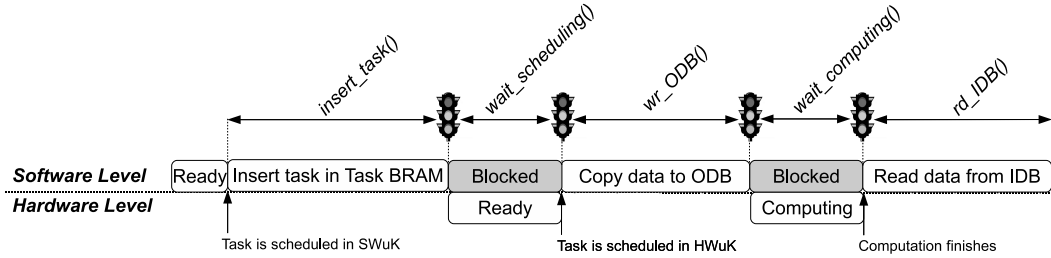 insert_task() wait_scheduling() wr_ODB() wait_computing() rd_IDB()
Software Level Ready Insert task in Task BRAM Blocked Copy data to ODB Blocked Read data from IDB
Hardware Level Ready Computing
Task is scheduled in SWuK Task is scheduled in HWuK Computation finishes